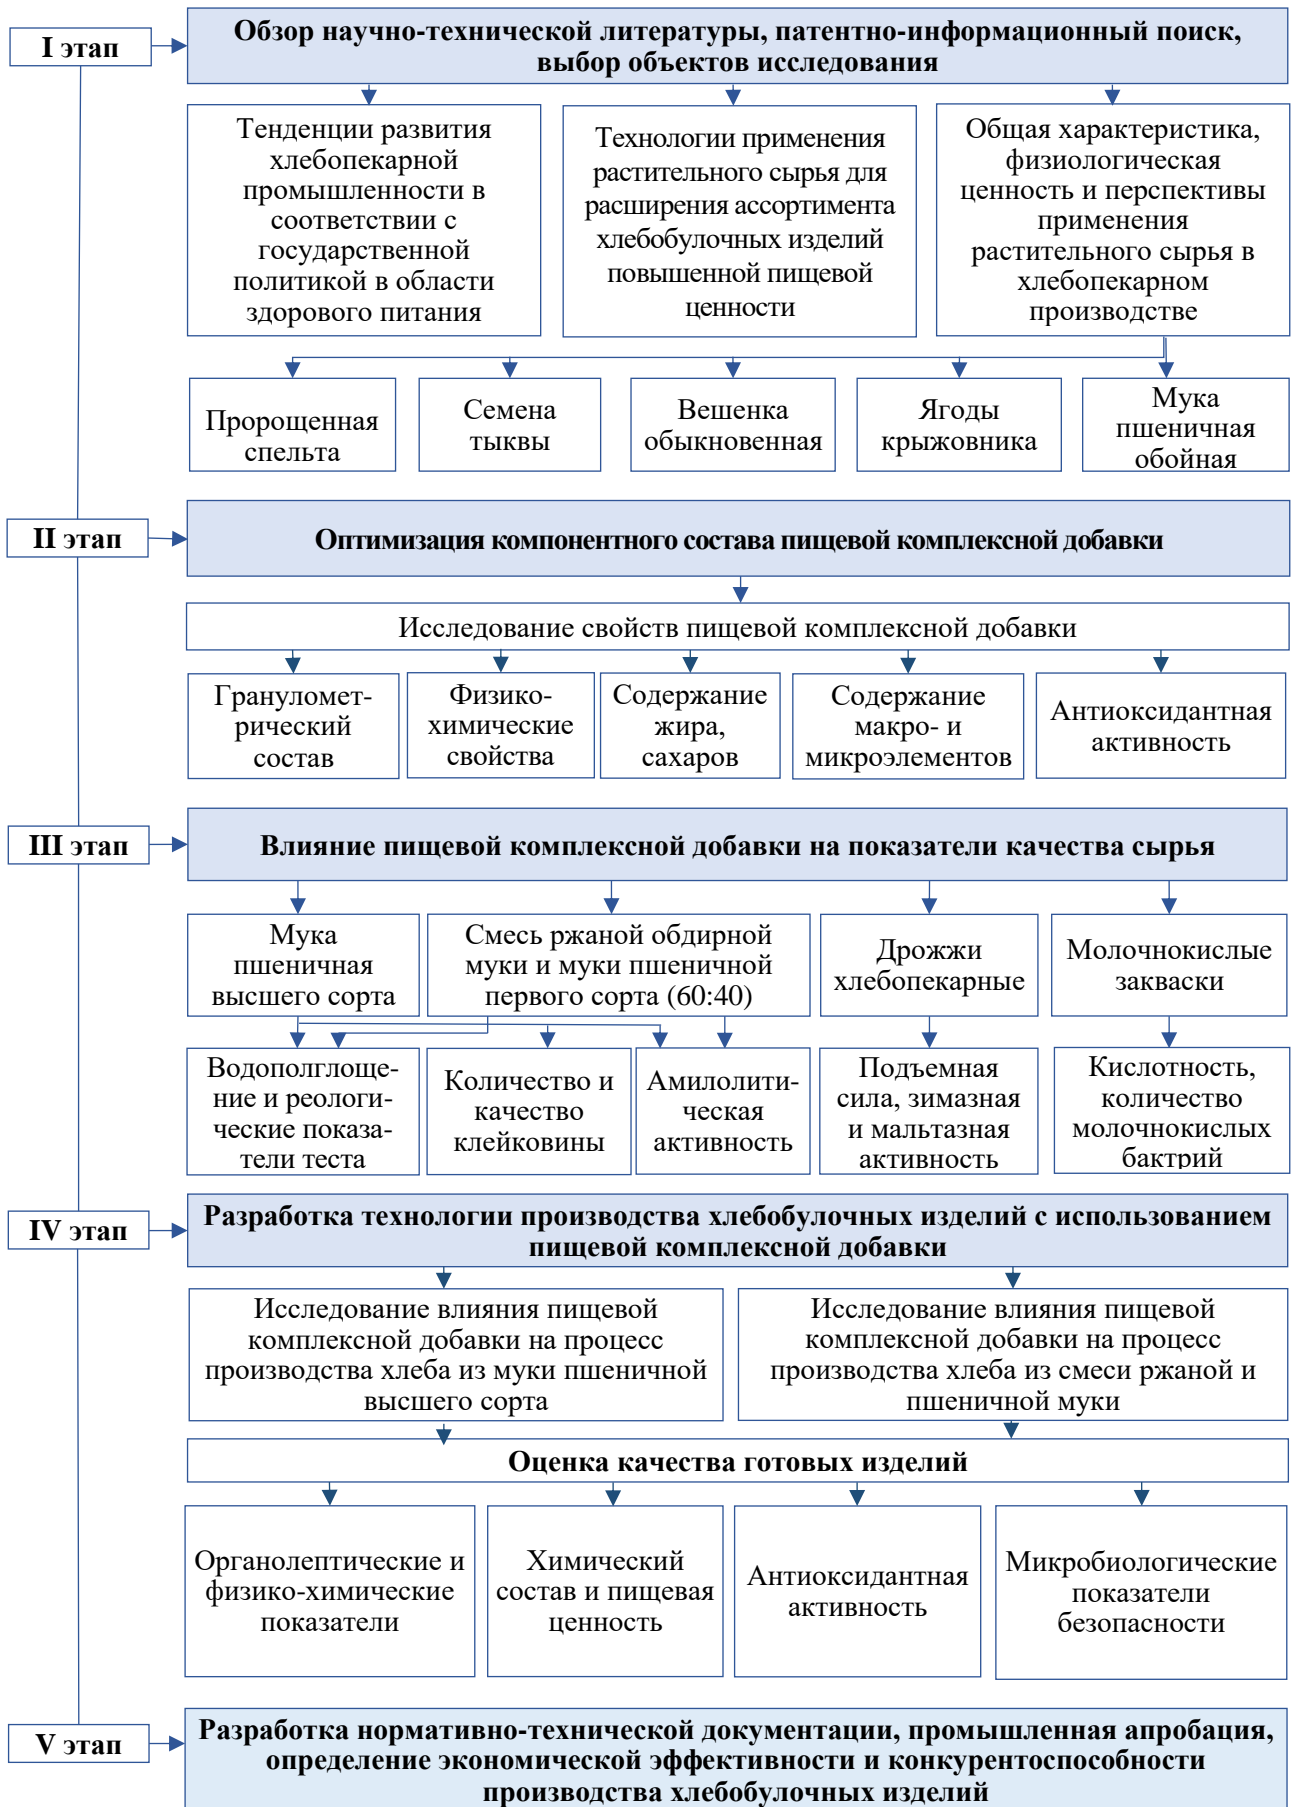 I этап
Обзор научно-технической литературы, патентно-информационный поиск,
выбор объектов исследования
Тенденции развития
хлебопекарной
промышленности в
соответствии с
государственной
политикой в области
здорового питания
Технологии применения
растительного сырья для
расширения ассортимента
хлебобулочных изделий
повышенной пищевой
ценности
Общая характеристика,
физиологическая
ценность и перспективы
применения
растительного сырья в
хлебопекарном
производстве
Пророщенная
спельта
Семена
тыквы
Вешенка
обыкновенная
Ягоды
крыжовника
Мука
пшеничная
обойная
II этап
Оптимизация компонентного состава пищевой комплексной добавки
Исследование свойств пищевой комплексной добавки
Грануломет-
рический
состав
Физико-
химические
свойства
Содержание
жира,
сахаров
Содержание
макро- и
микроэлементов
Антиоксидантная
активность
III этап
Влияние пищевой комплексной добавки на показатели качества сырья
Мука
пшеничная
высшего сорта
Смесь ржаной обдирной
муки и муки пшеничной
первого сорта (60:40)
Дрожжи
хлебопекарные
Молочнокислые
закваски
Водополглоще-
ние и реологи-
ческие показа-
тели теста
Количество и
качество
клейковины
Амилолити-
ческая
активность
Подъемная
сила, зимазная
и мальтазная
активность
Кислотность,
количество
молочнокислых
бактрий
IV этап
Разработка технологии производства хлебобулочных изделий с использованием
пищевой комплексной добавки
Исследование влияния пищевой
комплексной добавки на процесс
производства хлеба из муки пшеничной
высшего сорта
Исследование влияния пищевой
комплексной добавки на процесс
производства хлеба из смеси ржаной и
пшеничной муки
Оценка качества готовых изделий
Органолептические и
физико-химические
показатели
Химический
состав и пищевая
ценность
Антиоксидантная
активность
Микробиологические
показатели
безопасности
V этап
Разработка нормативно-технической документации, промышленная апробация,
определение экономической эффективности и конкурентоспособности
производства хлебобулочных изделий